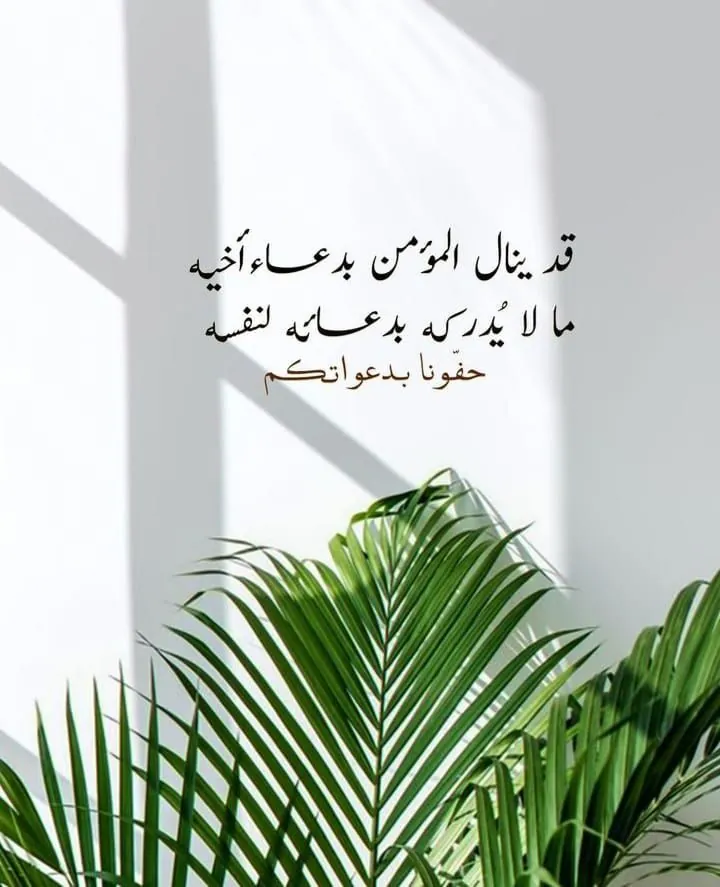 قد ينال المؤمن بدعاء أخيه
ما لا يُدركه بدعائه لنفسه
حفّونا بدعواتكم